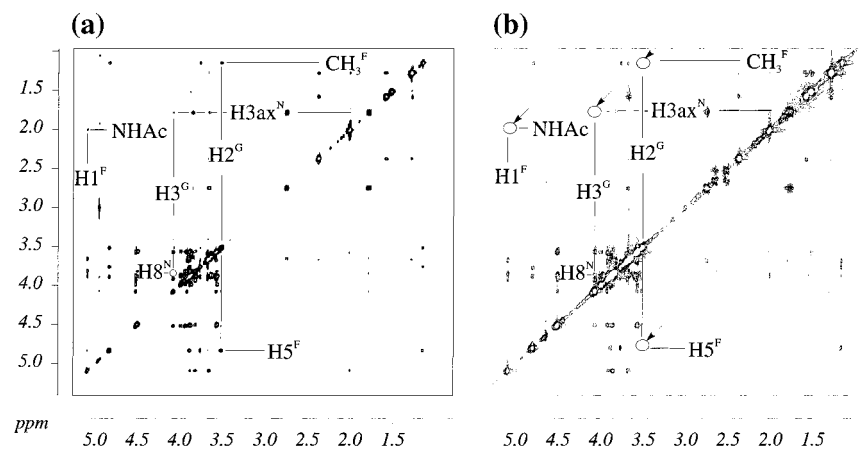 (a)
(b)
1.5
2.0
2.5
3.0
3.5
4.0
4.5
5.0
ppm
CH₃ᶠ
H3axᴺ
NHAc
H2ᴳ
H1ᶠ
H3ᴳ
H8ᴺ
H5ᶠ
5.0 4.5 4.0 3.5 3.0 2.5 2.0 1.5
CH₃ᶠ
H3axᴺ
NHAc
H2ᴳ
H1ᶠ
H3ᴳ
H8ᴺ
H5ᶠ
5.0 4.5 4.0 3.5 3.0 2.5 2.0 1.5